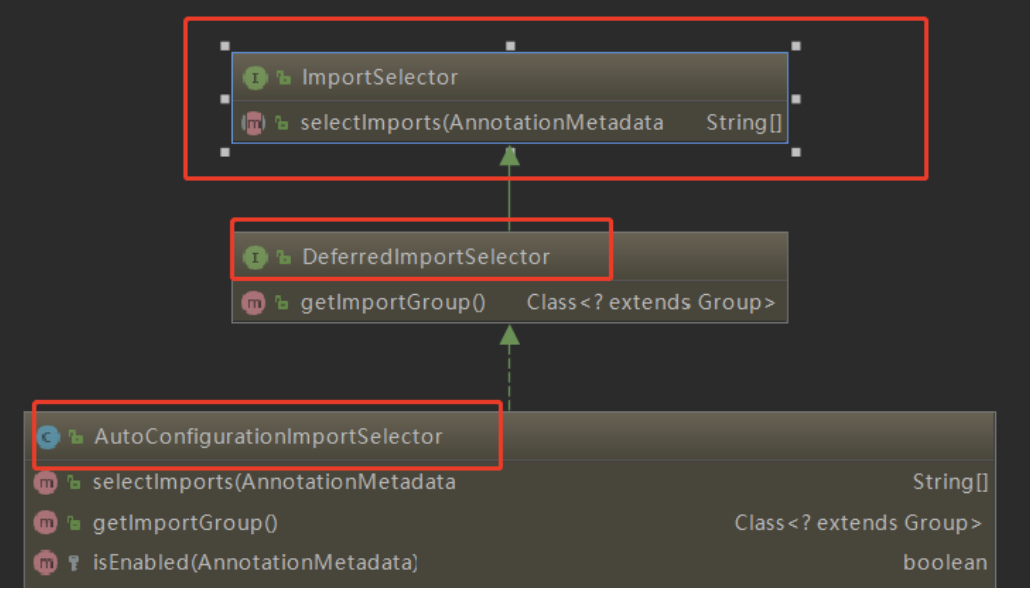 ImportSelector
selectImports(AnnotationMetadata String[]
DeferredImportSelector
getImportGroup() Class<? extends Group>
AutoConfigurationImportSelector
selectImports(AnnotationMetadata String[]
getImportGroup() Class<? extends Group>
isEnabled(AnnotationMetadata) boolean